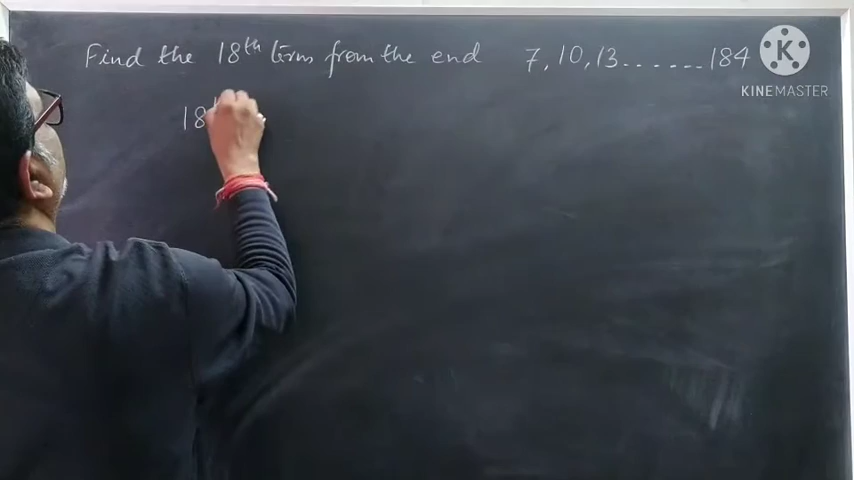 Find the 18th term from the end 7, 10, 13. . . . . . 184
KINEMASTER
18